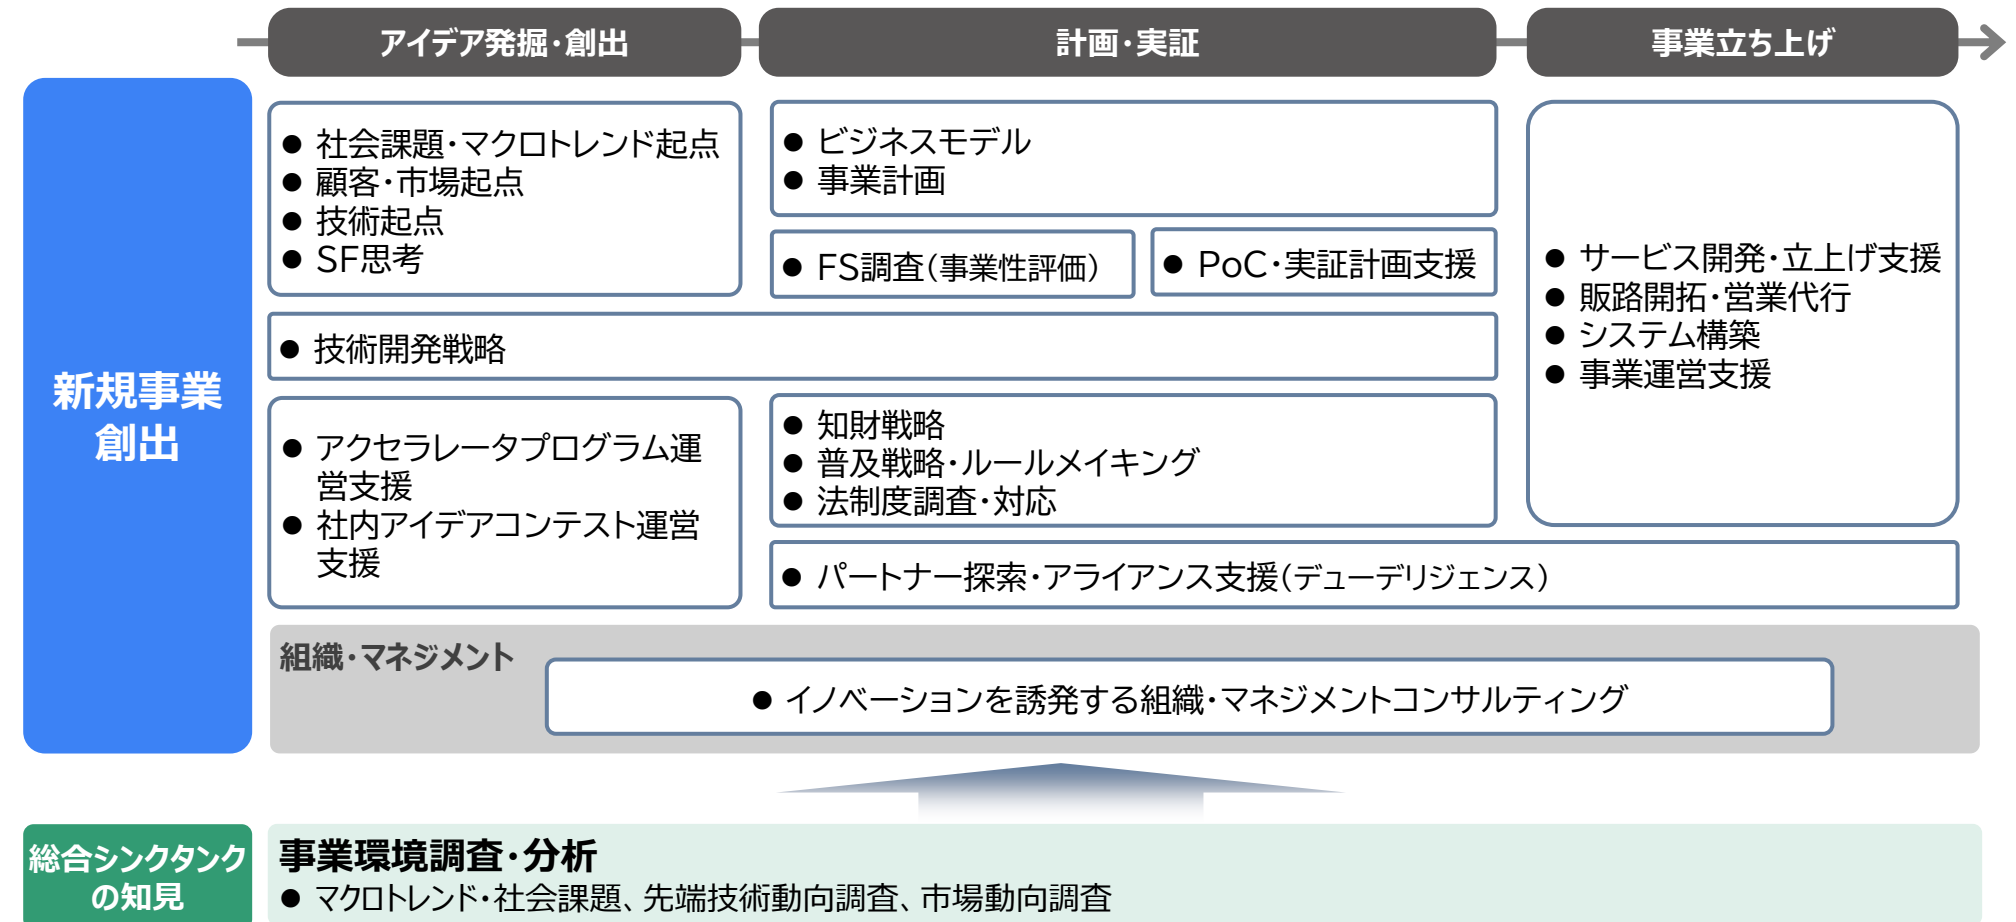 アイデア発掘・創出
計画・実証
事業立ち上げ
新規事業
創出
● 社会課題・マクロトレンド起点
● 顧客・市場起点
● 技術起点
● SF思考
● ビジネスモデル
● 事業計画
● FS調査（事業性評価）
● PoC・実証計画支援
● サービス開発・立上げ支援
● 販路開拓・営業代行
● システム構築
● 事業運営支援
● 技術開発戦略
● アクセラレータプログラム運
営支援
● 社内アイデアコンテスト運営
支援
● 知財戦略
● 普及戦略・ルールメイキング
● 法制度調査・対応
● パートナー探索・アライアンス支援（デューデリジェンス）
組織・マネジメント
● イノベーションを誘発する組織・マネジメントコンサルティング
総合シンクタンク
の知見
事業環境調査・分析
● マクロトレンド・社会課題、先端技術動向調査、市場動向調査